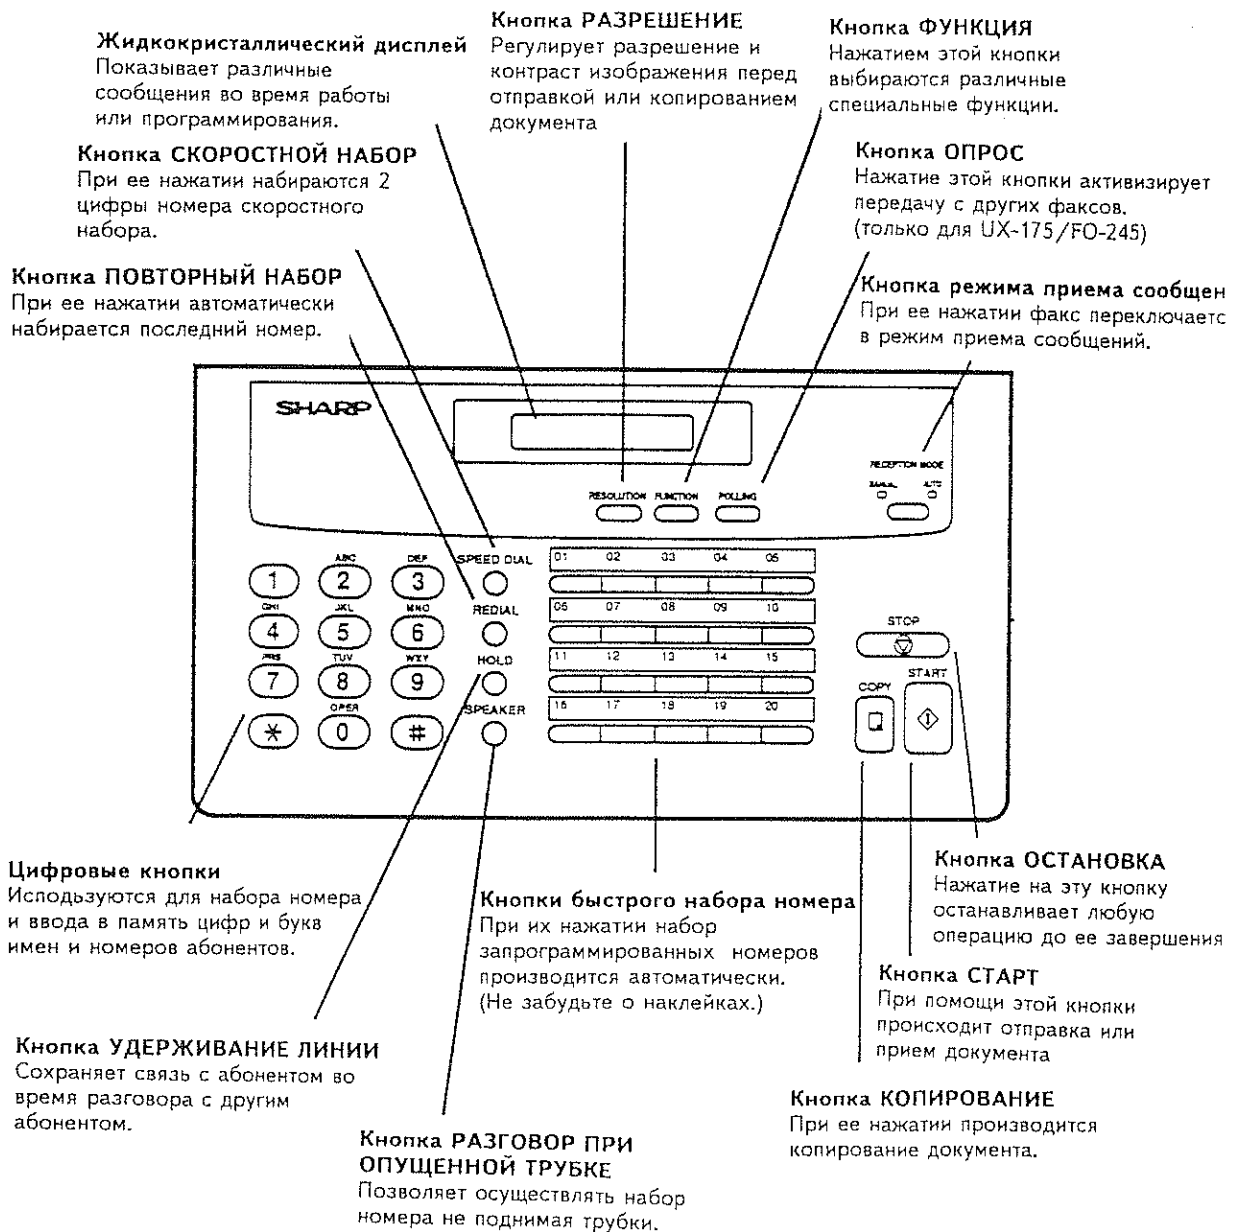 Жидкокристаллический дисплей
Показывает различные
сообщения во время работы
или программирования.
Кнопка РАЗРЕШЕНИЕ
Регулирует разрешение и
контраст изображения перед
отправкой или копированием
документа
Кнопка ФУНКЦИЯ
Нажатием этой кнопки
выбираются различные
специальные функции.
Кнопка СКОРОСТНОЙ НАБОР
При ее нажатии набираются 2
цифры номера скоростного
набора.
Кнопка ОПРОС
Нажатие этой кнопки активизирует
передачу с других факсов.
(только для UX-175/FO-245)
Кнопка ПОВТОРНЫЙ НАБОР
При ее нажатии автоматически
набирается последний номер.
Кнопка режима приема сообщен
При ее нажатии факс переключаетс
в режим приема сообщений.
SHARP
RECEPTION MODE
MANUAL AUTO
RESOLUTION FUNCTION POLLING
ABC DEF SPEED DIAL
1 2 3
GHI JKL MNO REDIAL
4 5 6
PRS TUV WXY HOLD
7 8 9
OPER SPEAKER
* 0 #
01 02 03 04 05
06 07 08 09 10
11 12 13 14 15
16 17 18 19 20
STOP
COPY START
Цифровые кнопки
Исподьзуются для набора номера
и ввода в память цифр и букв
имен и номеров абонентов.
Кнопки быстрого набора номера
При их нажатии набор
запрограммированных номеров
производится автоматически.
(Не забудьте о наклейках.)
Кнопка ОСТАНОВКА
Нажатие на эту кнопку
останавливает любую
операцию до ее завершения
Кнопка СТАРТ
При помощи этой кнопки
происходит отправка или
прием документа
Кнопка УДЕРЖИВАНИЕ ЛИНИИ
Сохраняет связь с абонентом во
время разговора с другим
абонентом.
Кнопка КОПИРОВАНИЕ
При ее нажатии производится
копирование документа.
Кнопка РАЗГОВОР ПРИ
ОПУЩЕННОЙ ТРУБКЕ
Позволяет осуществлять набор
номера не поднимая трубки.